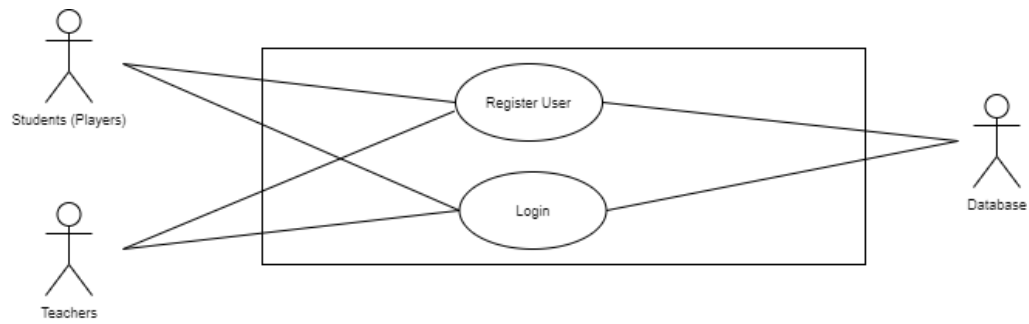 Students (Players)
Register User
Login
Database
Teachers